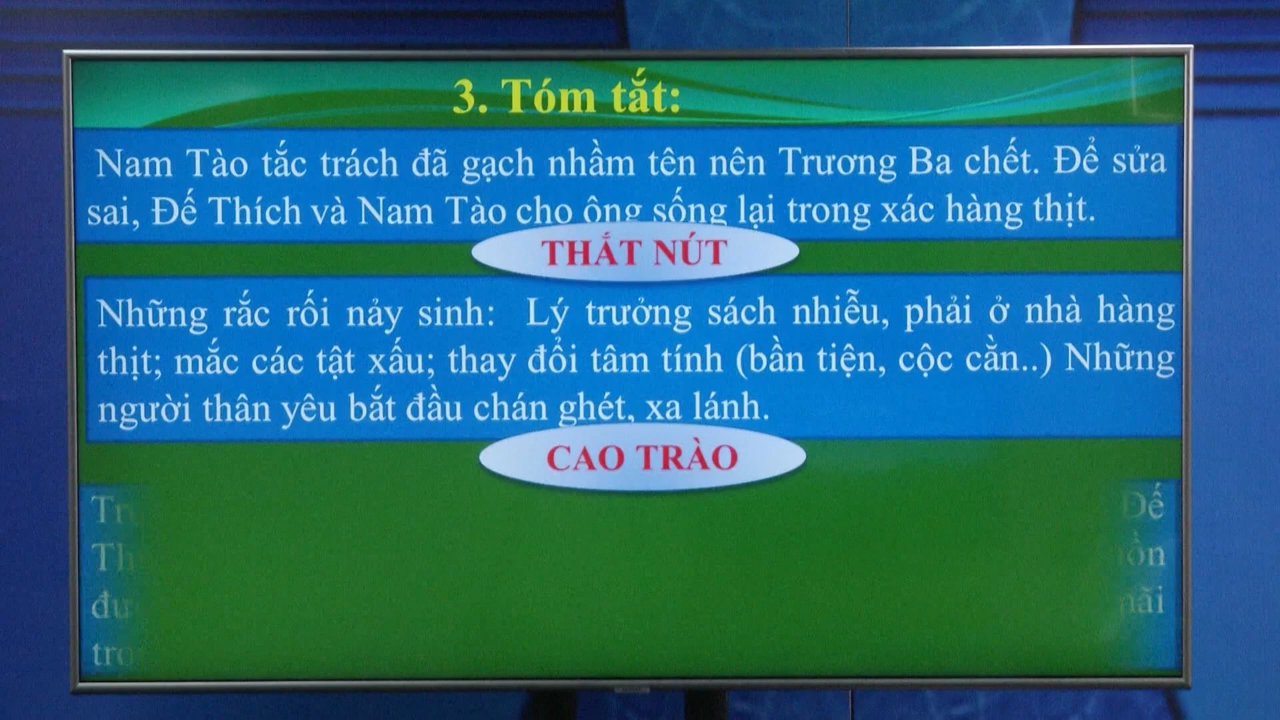 3. Tóm tắt:
Nam Tào tắc trách đã gạch nhầm tên nên Trương Ba chết. Để sửa
sai, Đế Thích và Nam Tào cho ông sống lại trong xác hàng thịt.
THẮT NÚT
Những rắc rối nảy sinh: Lý trưởng sách nhiễu, phải ở nhà hàng
thịt; mắc các tật xấu; thay đổi tâm tính (bần tiện, cộc cằn..) Những
người thân yêu bắt đầu chán ghét, xa lánh.
CAO TRÀO
Đế